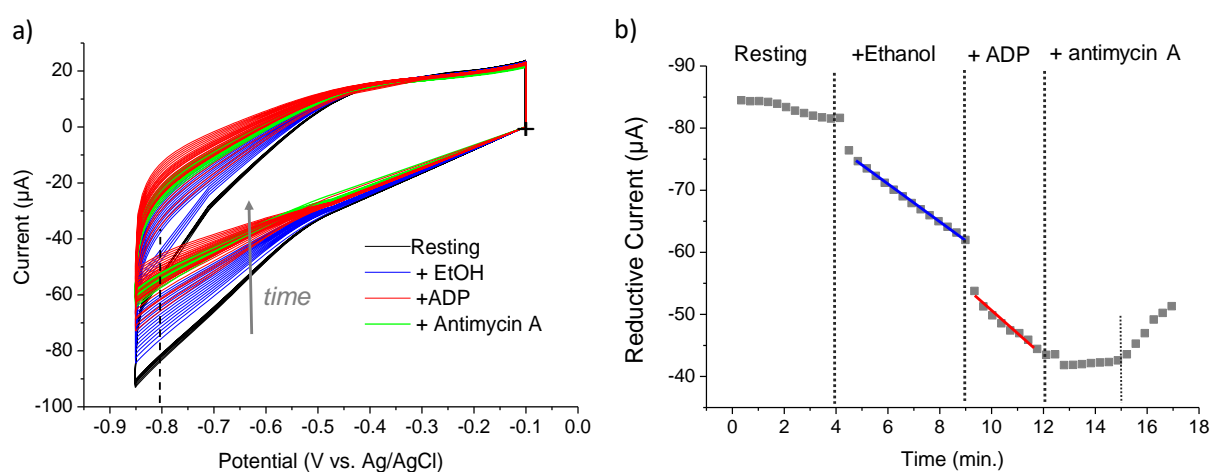 a)
Current (µA)
20
0
-20
-40
-60
-80
-100
-0.9 -0.8 -0.7 -0.6 -0.5 -0.4 -0.3 -0.2 -0.1 0.0
Potential (V vs. Ag/AgCl)
time
Resting
+ EtOH
+ADP
+ Antimycin A
b)
Resting +Ethanol + ADP + antimycin A
Reductive Current (µA)
-90
-80
-70
-60
-50
-40
0 2 4 6 8 10 12 14 16 18
Time (min.)